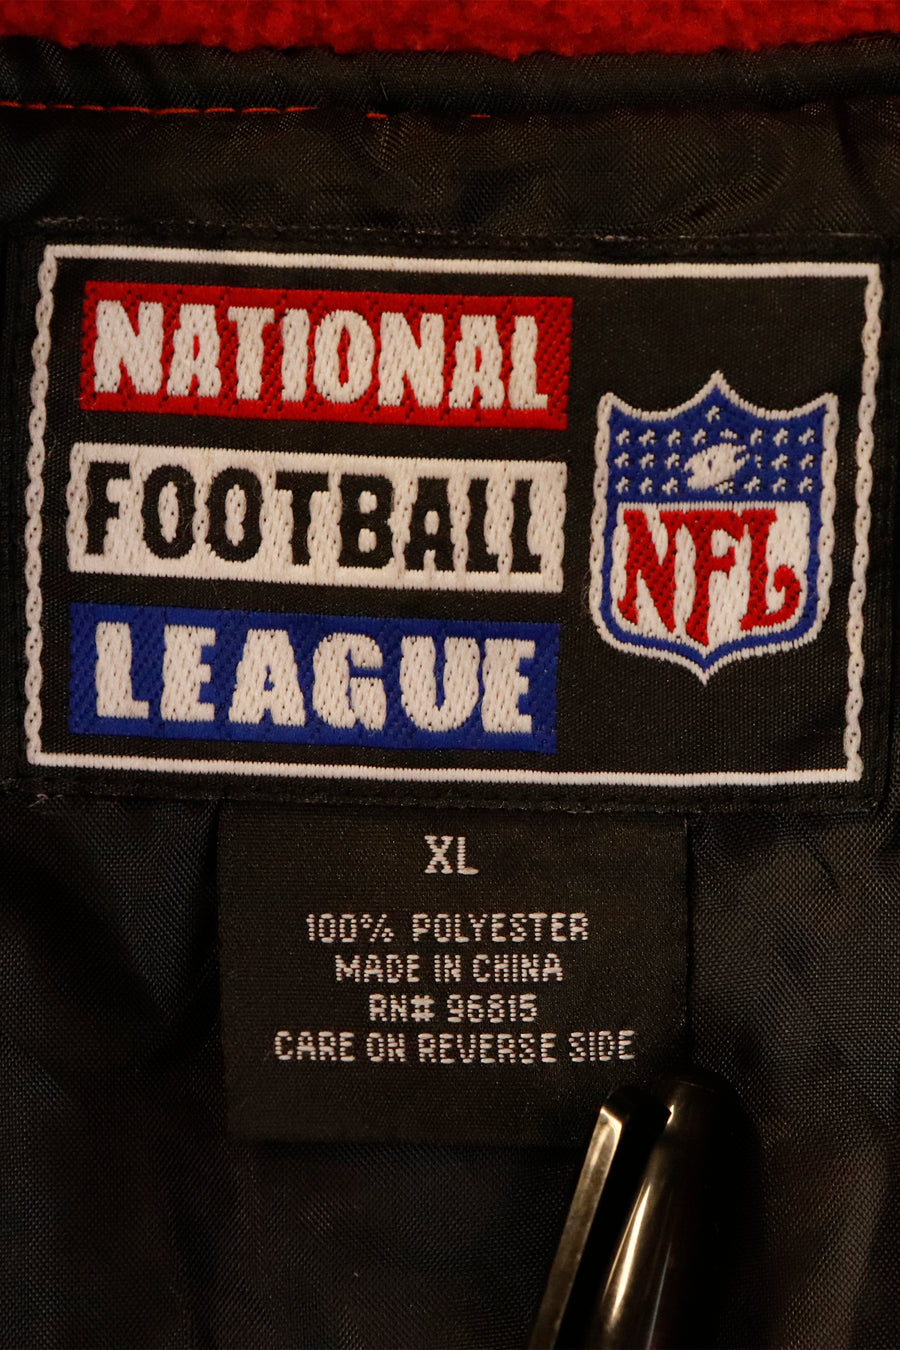 NATIONAL
FOOTBALL
LEAGUE
NFL
XL
100% POLYESTER
MADE IN CHINA
RN# 96815
CARE ON REVERSE SIDE